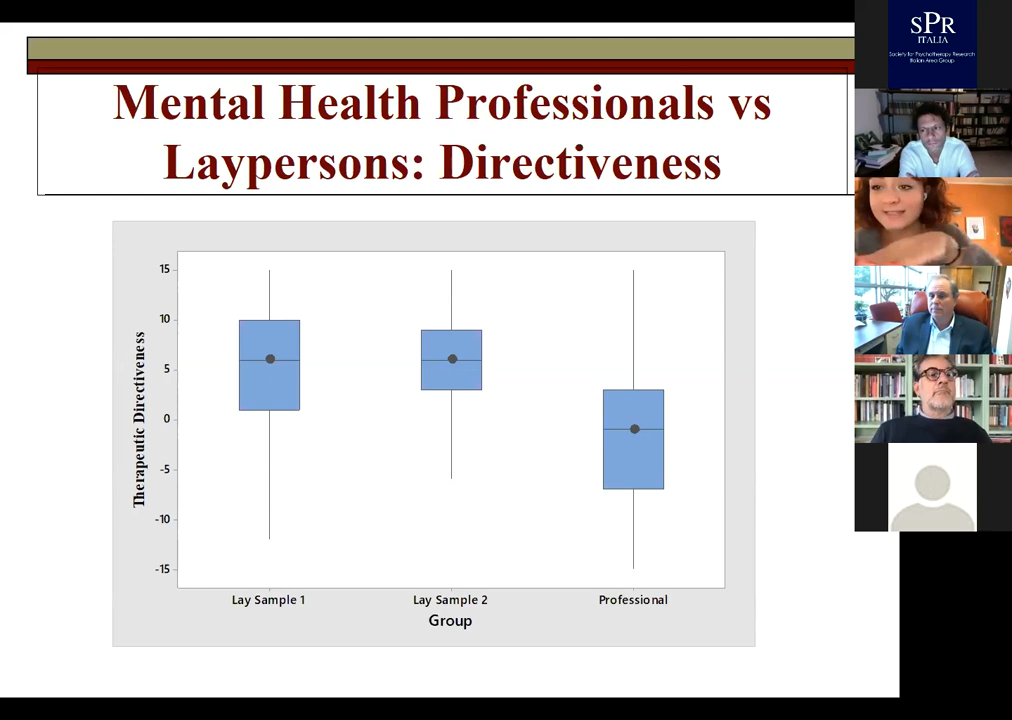 Mental Health Professionals vs
Laypersons: Directiveness
SPR
ITALIA
Society for Psychotherapy Research
Italian Area Group
Therapeutic Directiveness
15
10
5
0
-5
-10
-15
Lay Sample 1
Lay Sample 2
Professional
Group